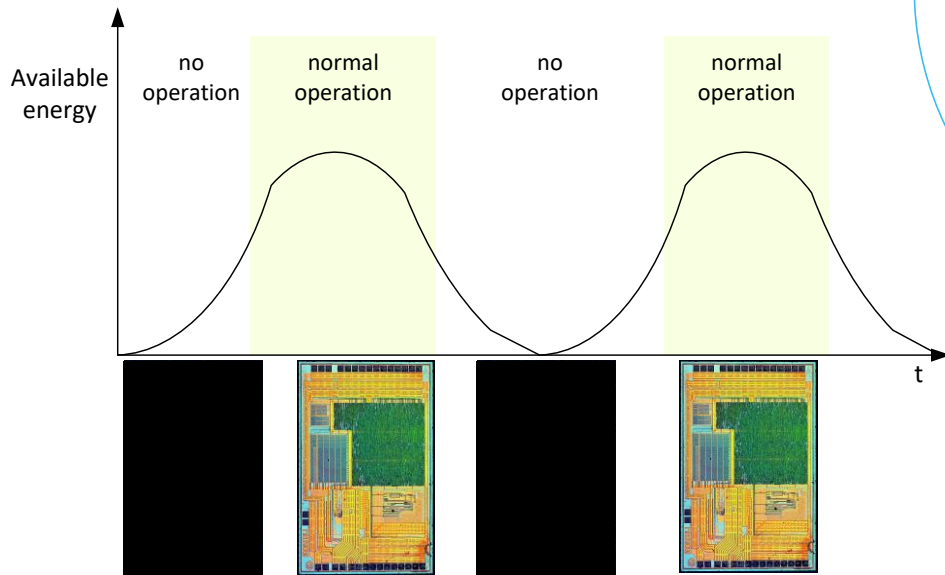 Available
energy
no
operation
normal
operation
no
operation
normal
operation
t